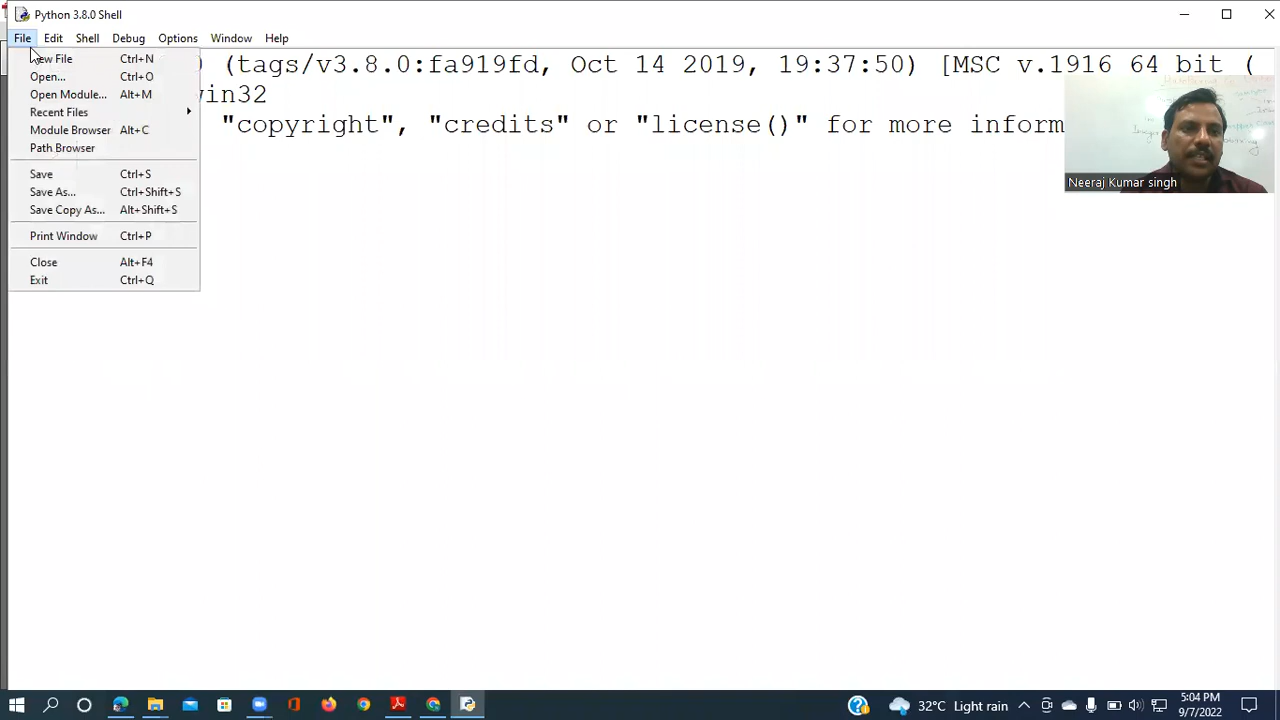 Python 3.8.0 Shell
File Edit Shell Debug Options Window Help
New File Ctrl+N
Open... Ctrl+O
Open Module... Alt+M
Recent Files
Module Browser Alt+C
Path Browser
Save Ctrl+S
Save As... Ctrl+Shift+S
Save Copy As... Alt+Shift+S
Print Window Ctrl+P
Close Alt+F4
Exit Ctrl+Q
) (tags/v3.8.0:fa919fd, Oct 14 2019, 19:37:50) [MSC v.1916 64 bit (
win32
"copyright", "credits" or "license()" for more inform
Neeraj Kumar singh
32°C Light rain
5:04 PM
9/7/2022